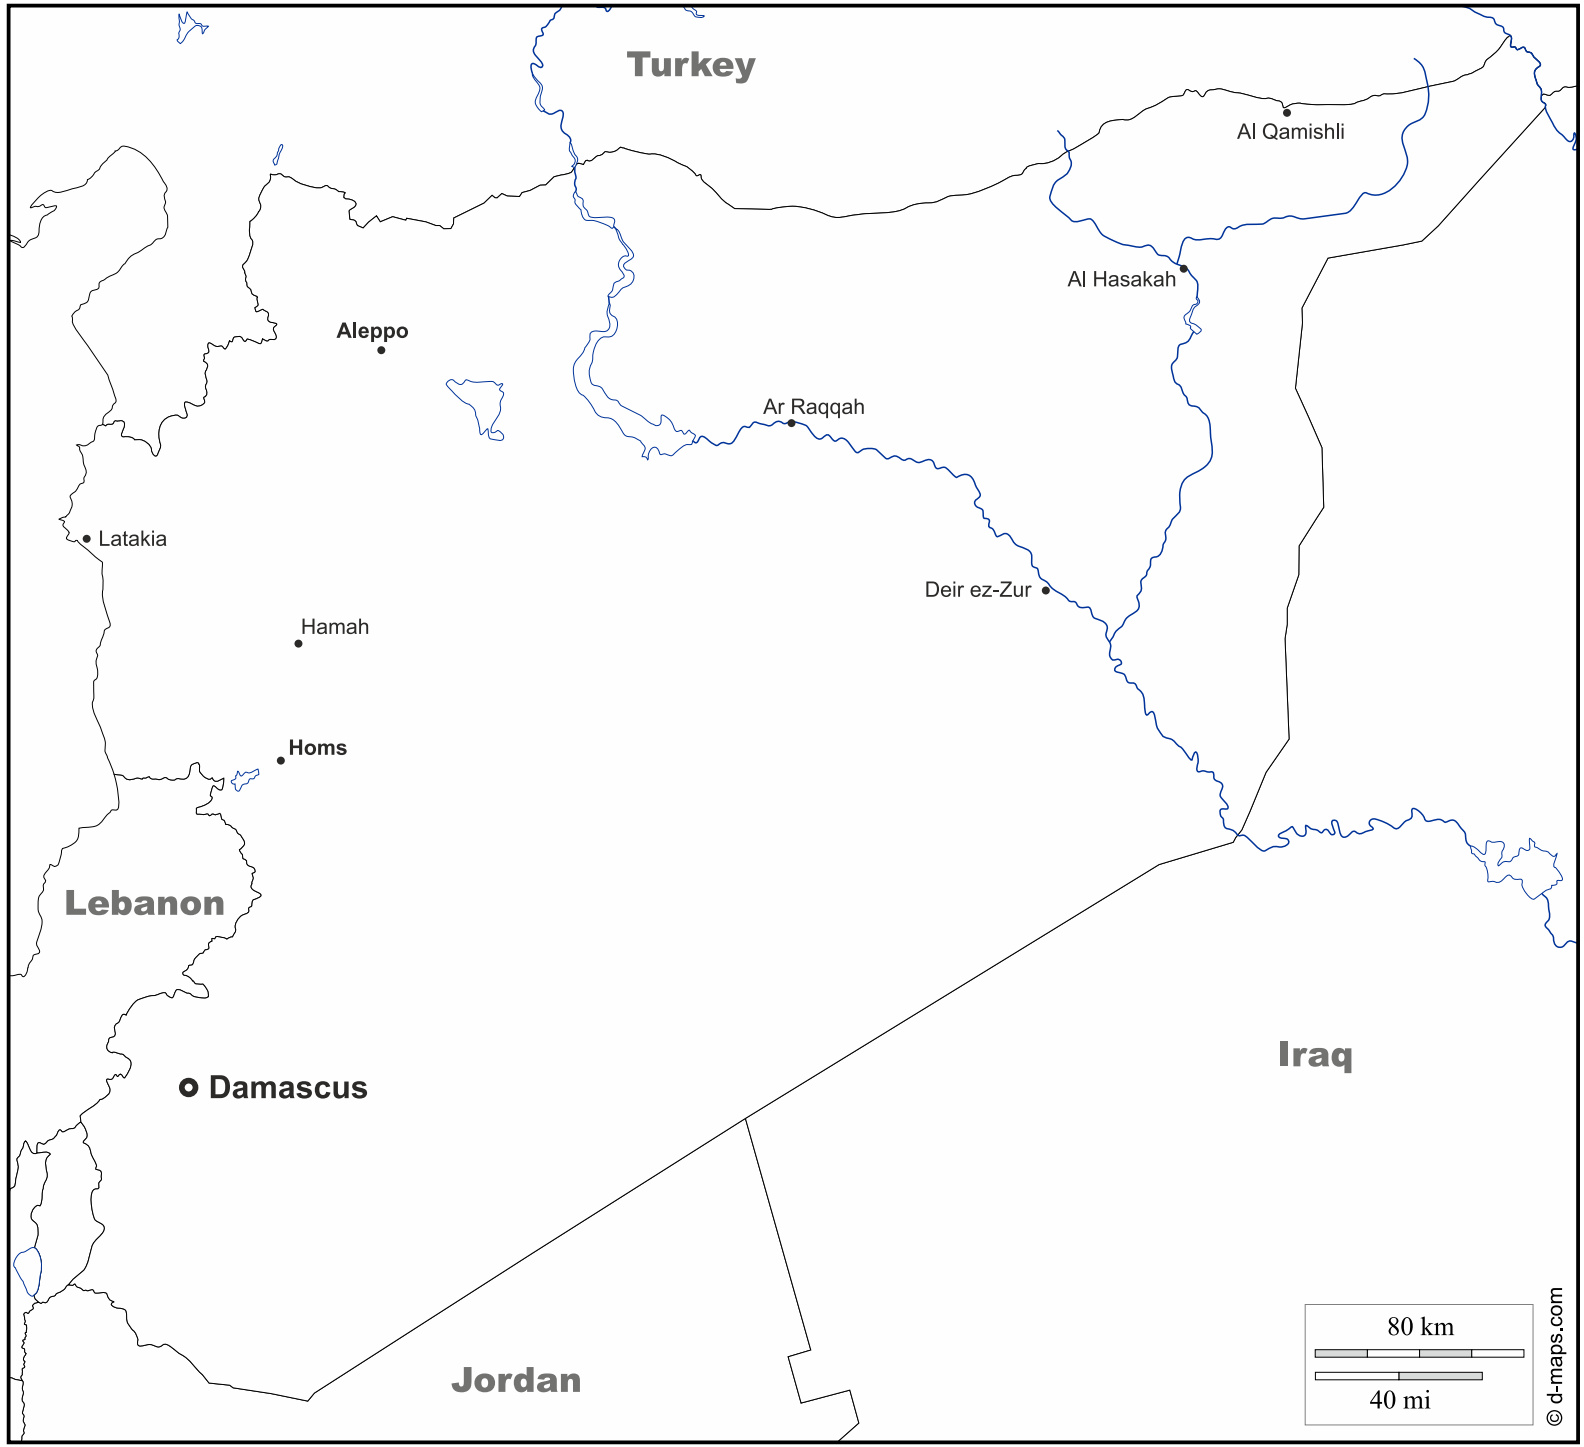 Turkey
Al Qamishli
Al Hasakah
Aleppo
Ar Raqqah
Latakia
Deir ez-Zur
Hamah
Homs
Lebanon
Iraq
Damascus
80 km
40 mi
Jordan
© d-maps.com